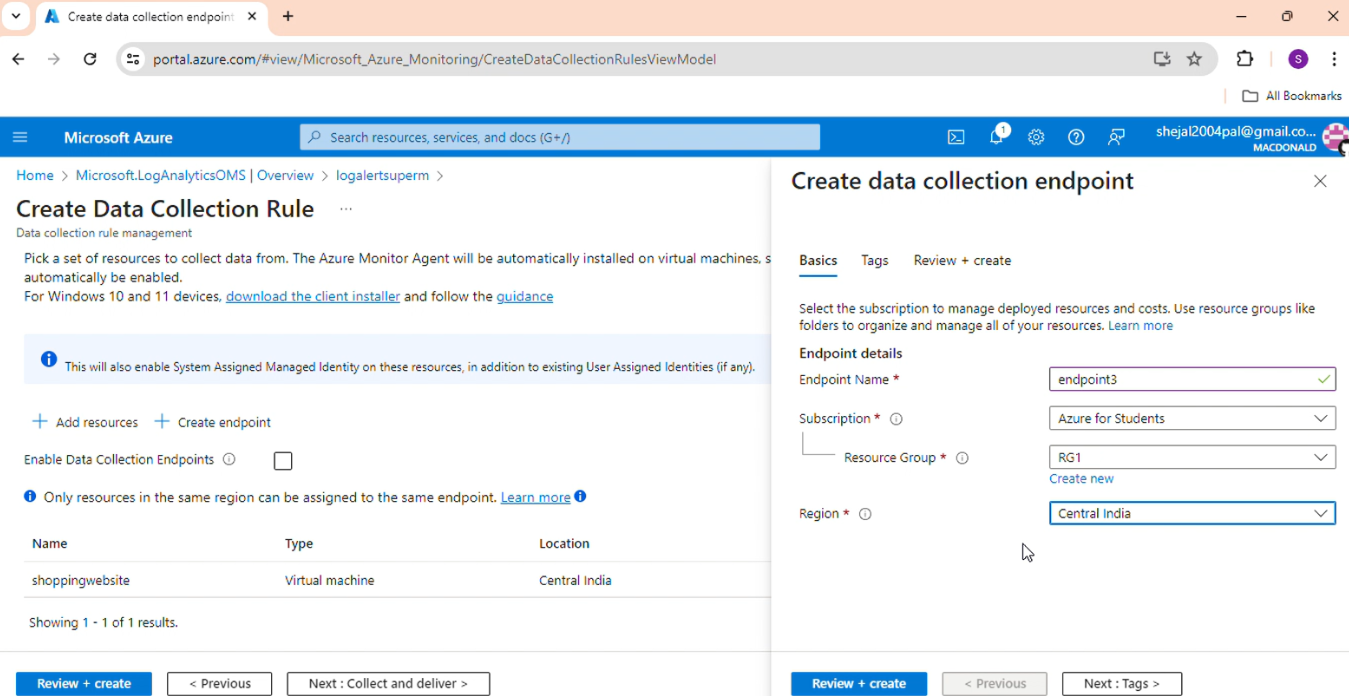 Create data collection endpoint
portal.azure.com/#view/Microsoft_Azure_Monitoring/CreateDataCollectionRulesViewModel
S
All Bookmarks
Microsoft Azure
Search resources, services, and docs (G+/)
1
shejal2004pal@gmail.co...
MACDONALD
Home > Microsoft.LogAnalyticsOMS | Overview > logalertsuperm >
Create Data Collection Rule ...
Data collection rule management
Pick a set of resources to collect data from. The Azure Monitor Agent will be automatically installed on virtual machines, s
automatically be enabled.
For Windows 10 and 11 devices, download the client installer and follow the guidance
This will also enable System Assigned Managed Identity on these resources, in addition to existing User Assigned Identities (if any).
+ Add resources + Create endpoint
Enable Data Collection Endpoints
Only resources in the same region can be assigned to the same endpoint. Learn more
Name Type Location
shoppingwebsite Virtual machine Central India
Showing 1 - 1 of 1 results.
Review + create < Previous Next : Collect and deliver >
Create data collection endpoint
Basics Tags Review + create
Select the subscription to manage deployed resources and costs. Use resource groups like
folders to organize and manage all of your resources. Learn more
Endpoint details
Endpoint Name * endpoint3
Subscription * Azure for Students
Resource Group * RG1
Create new
Region * Central India
Review + create < Previous Next : Tags >